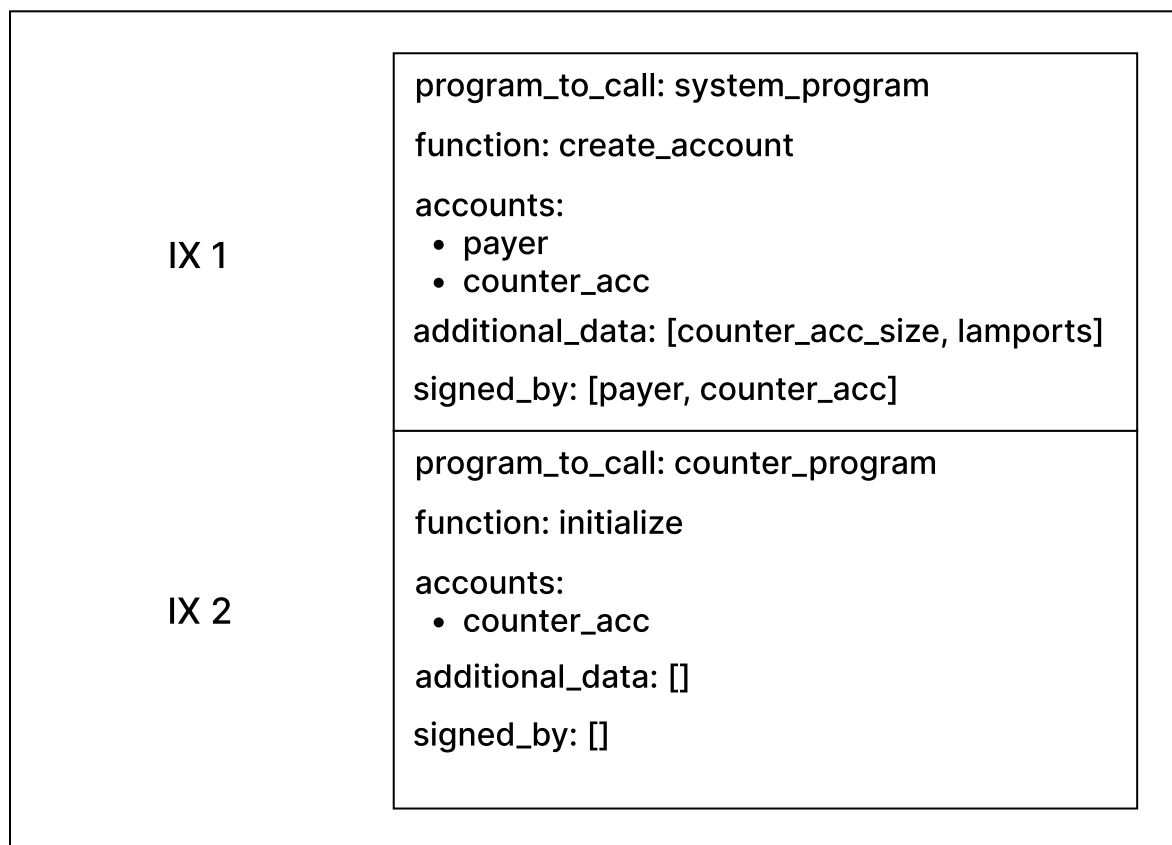 IX 1
program_to_call: system_program
function: create_account
accounts:
• payer
• counter_acc
additional_data: [counter_acc_size, lamports]
signed_by: [payer, counter_acc]
IX 2
program_to_call: counter_program
function: initialize
accounts:
• counter_acc
additional_data: []
signed_by: []